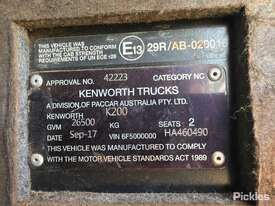 THIS VEHICLE WAS
MANUFACTURED TO CONFORM
WITH THE CAB STRENGTH
REQUIREMENTS OF UN ECE r29
E13 29R/AB-02001
APPROVAL NO. 42223 CATEGORY NC
KENWORTH TRUCKS
A DIVISION OF PACCAR AUSTRALIA PTY. LTD.
KENWORTH K200
GVM 26500 KG SEATS 2
DATE Sep-17 VIN 6F5000000 HA460490
THIS VEHICLE WAS MANUFACTURED TO COMPLY
WITH THE MOTOR VEHICLE STANDARDS ACT 1989
Pickles